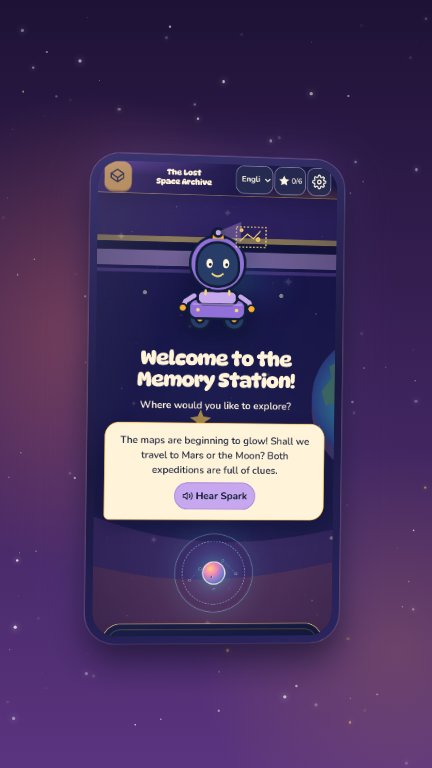 The Lost
Space Archive
Engli
0/6
Welcome to the
Memory Station!
Where would you like to explore?
The maps are beginning to glow! Shall we
travel to Mars or the Moon? Both
expeditions are full of clues.
Hear Spark